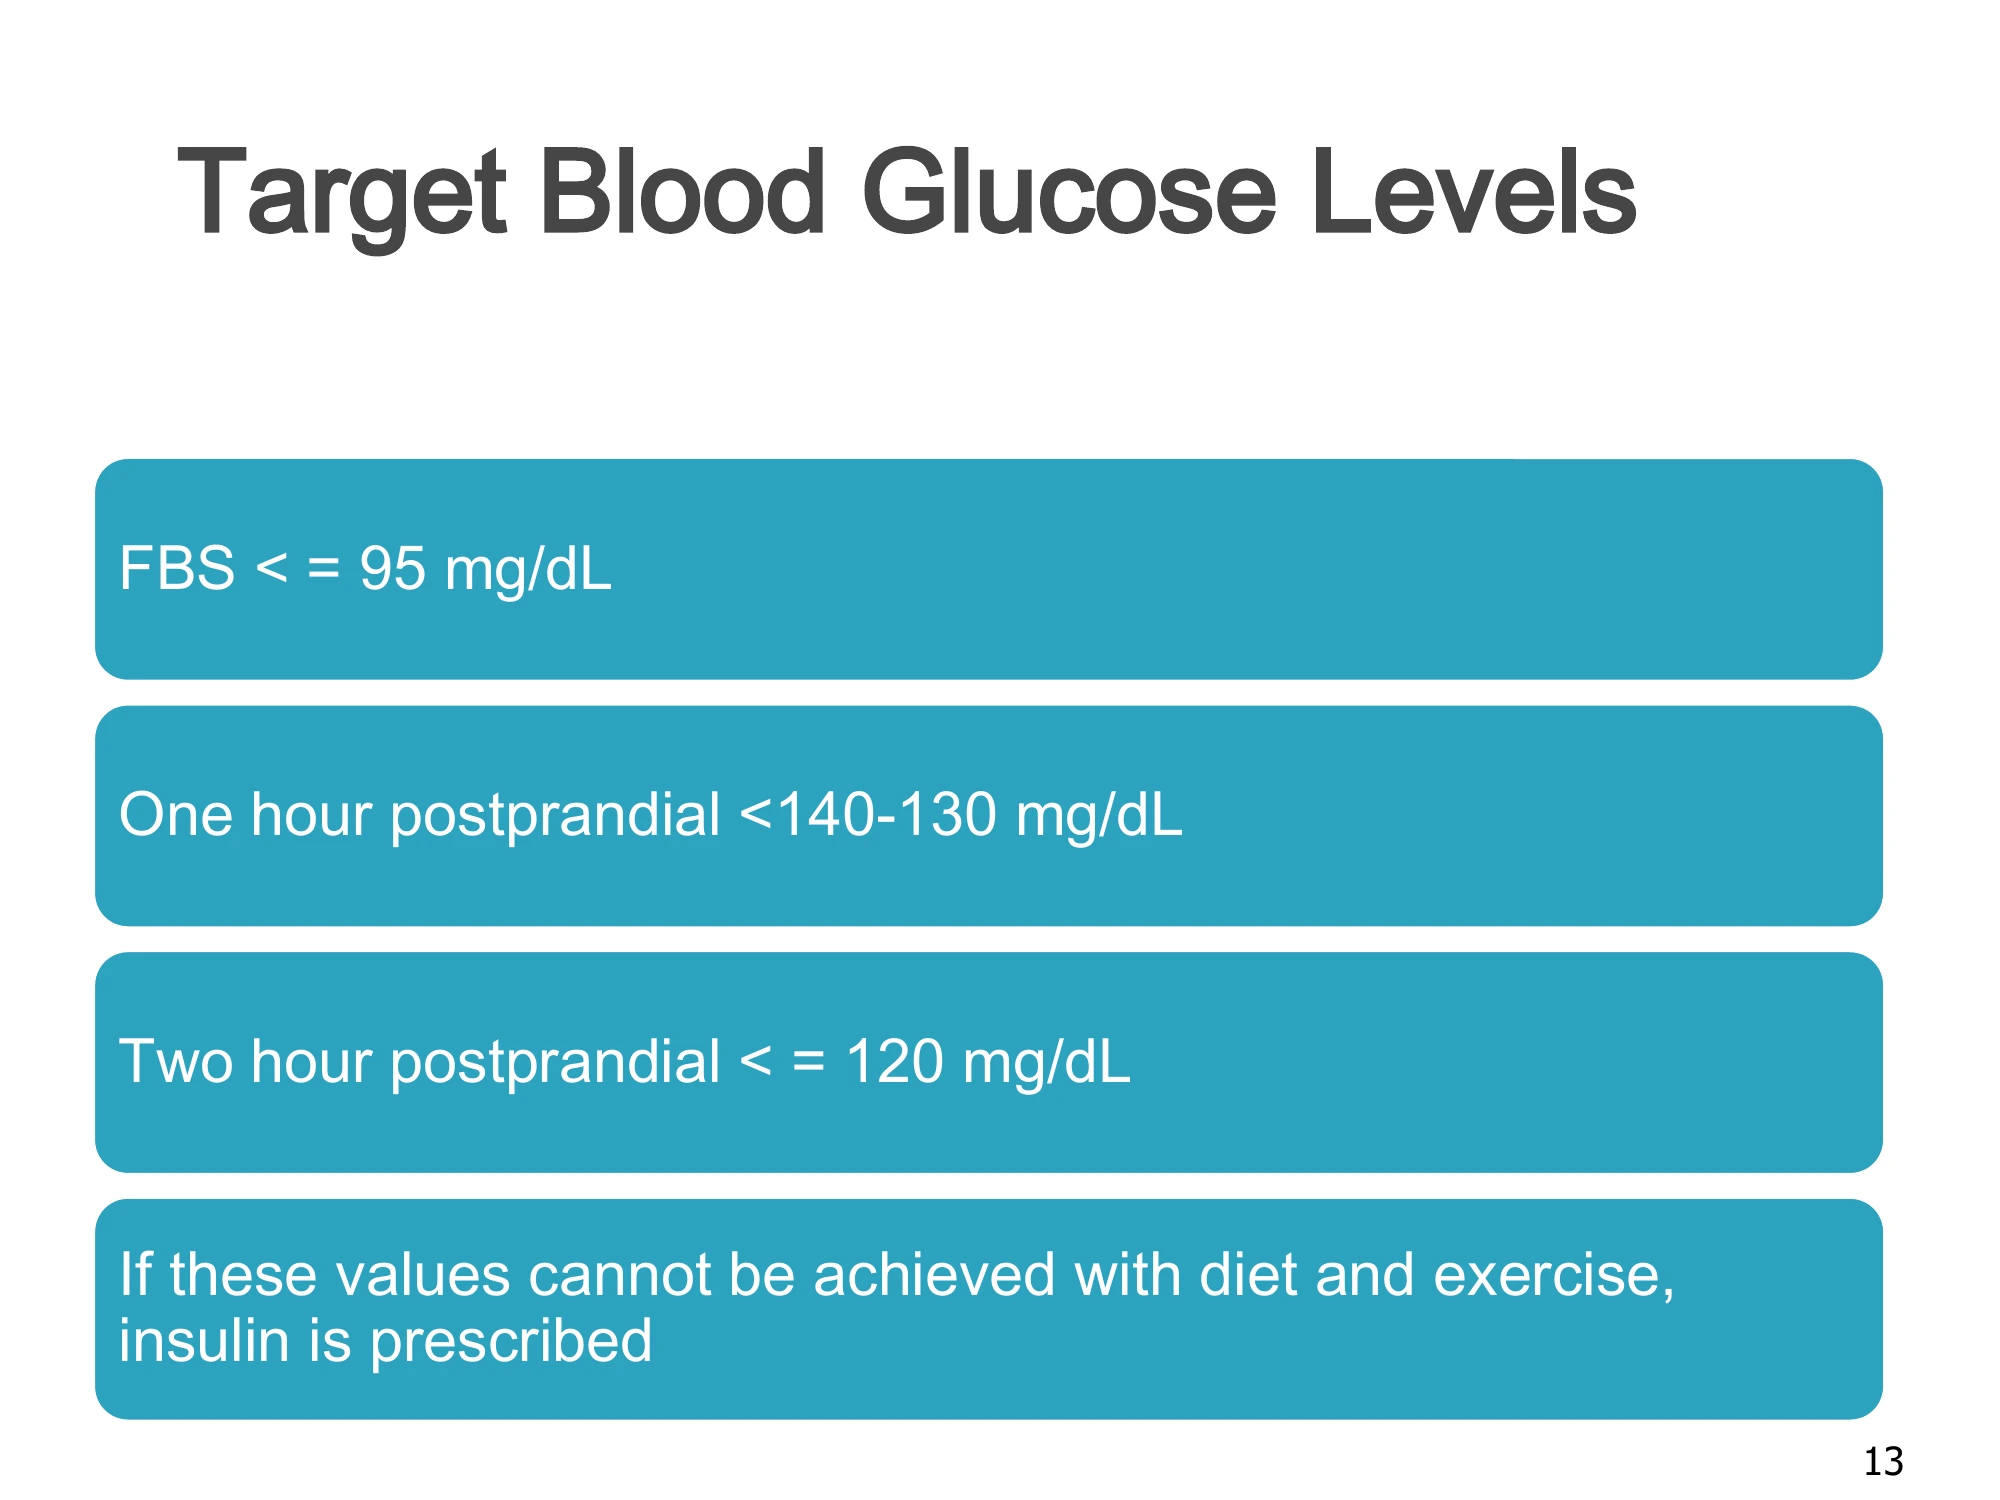 Target Blood Glucose Levels
FBS < = 95 mg/dL
One hour postprandial <140-130 mg/dL
Two hour postprandial < = 120 mg/dL
If these values cannot be achieved with diet and exercise,
insulin is prescribed
13